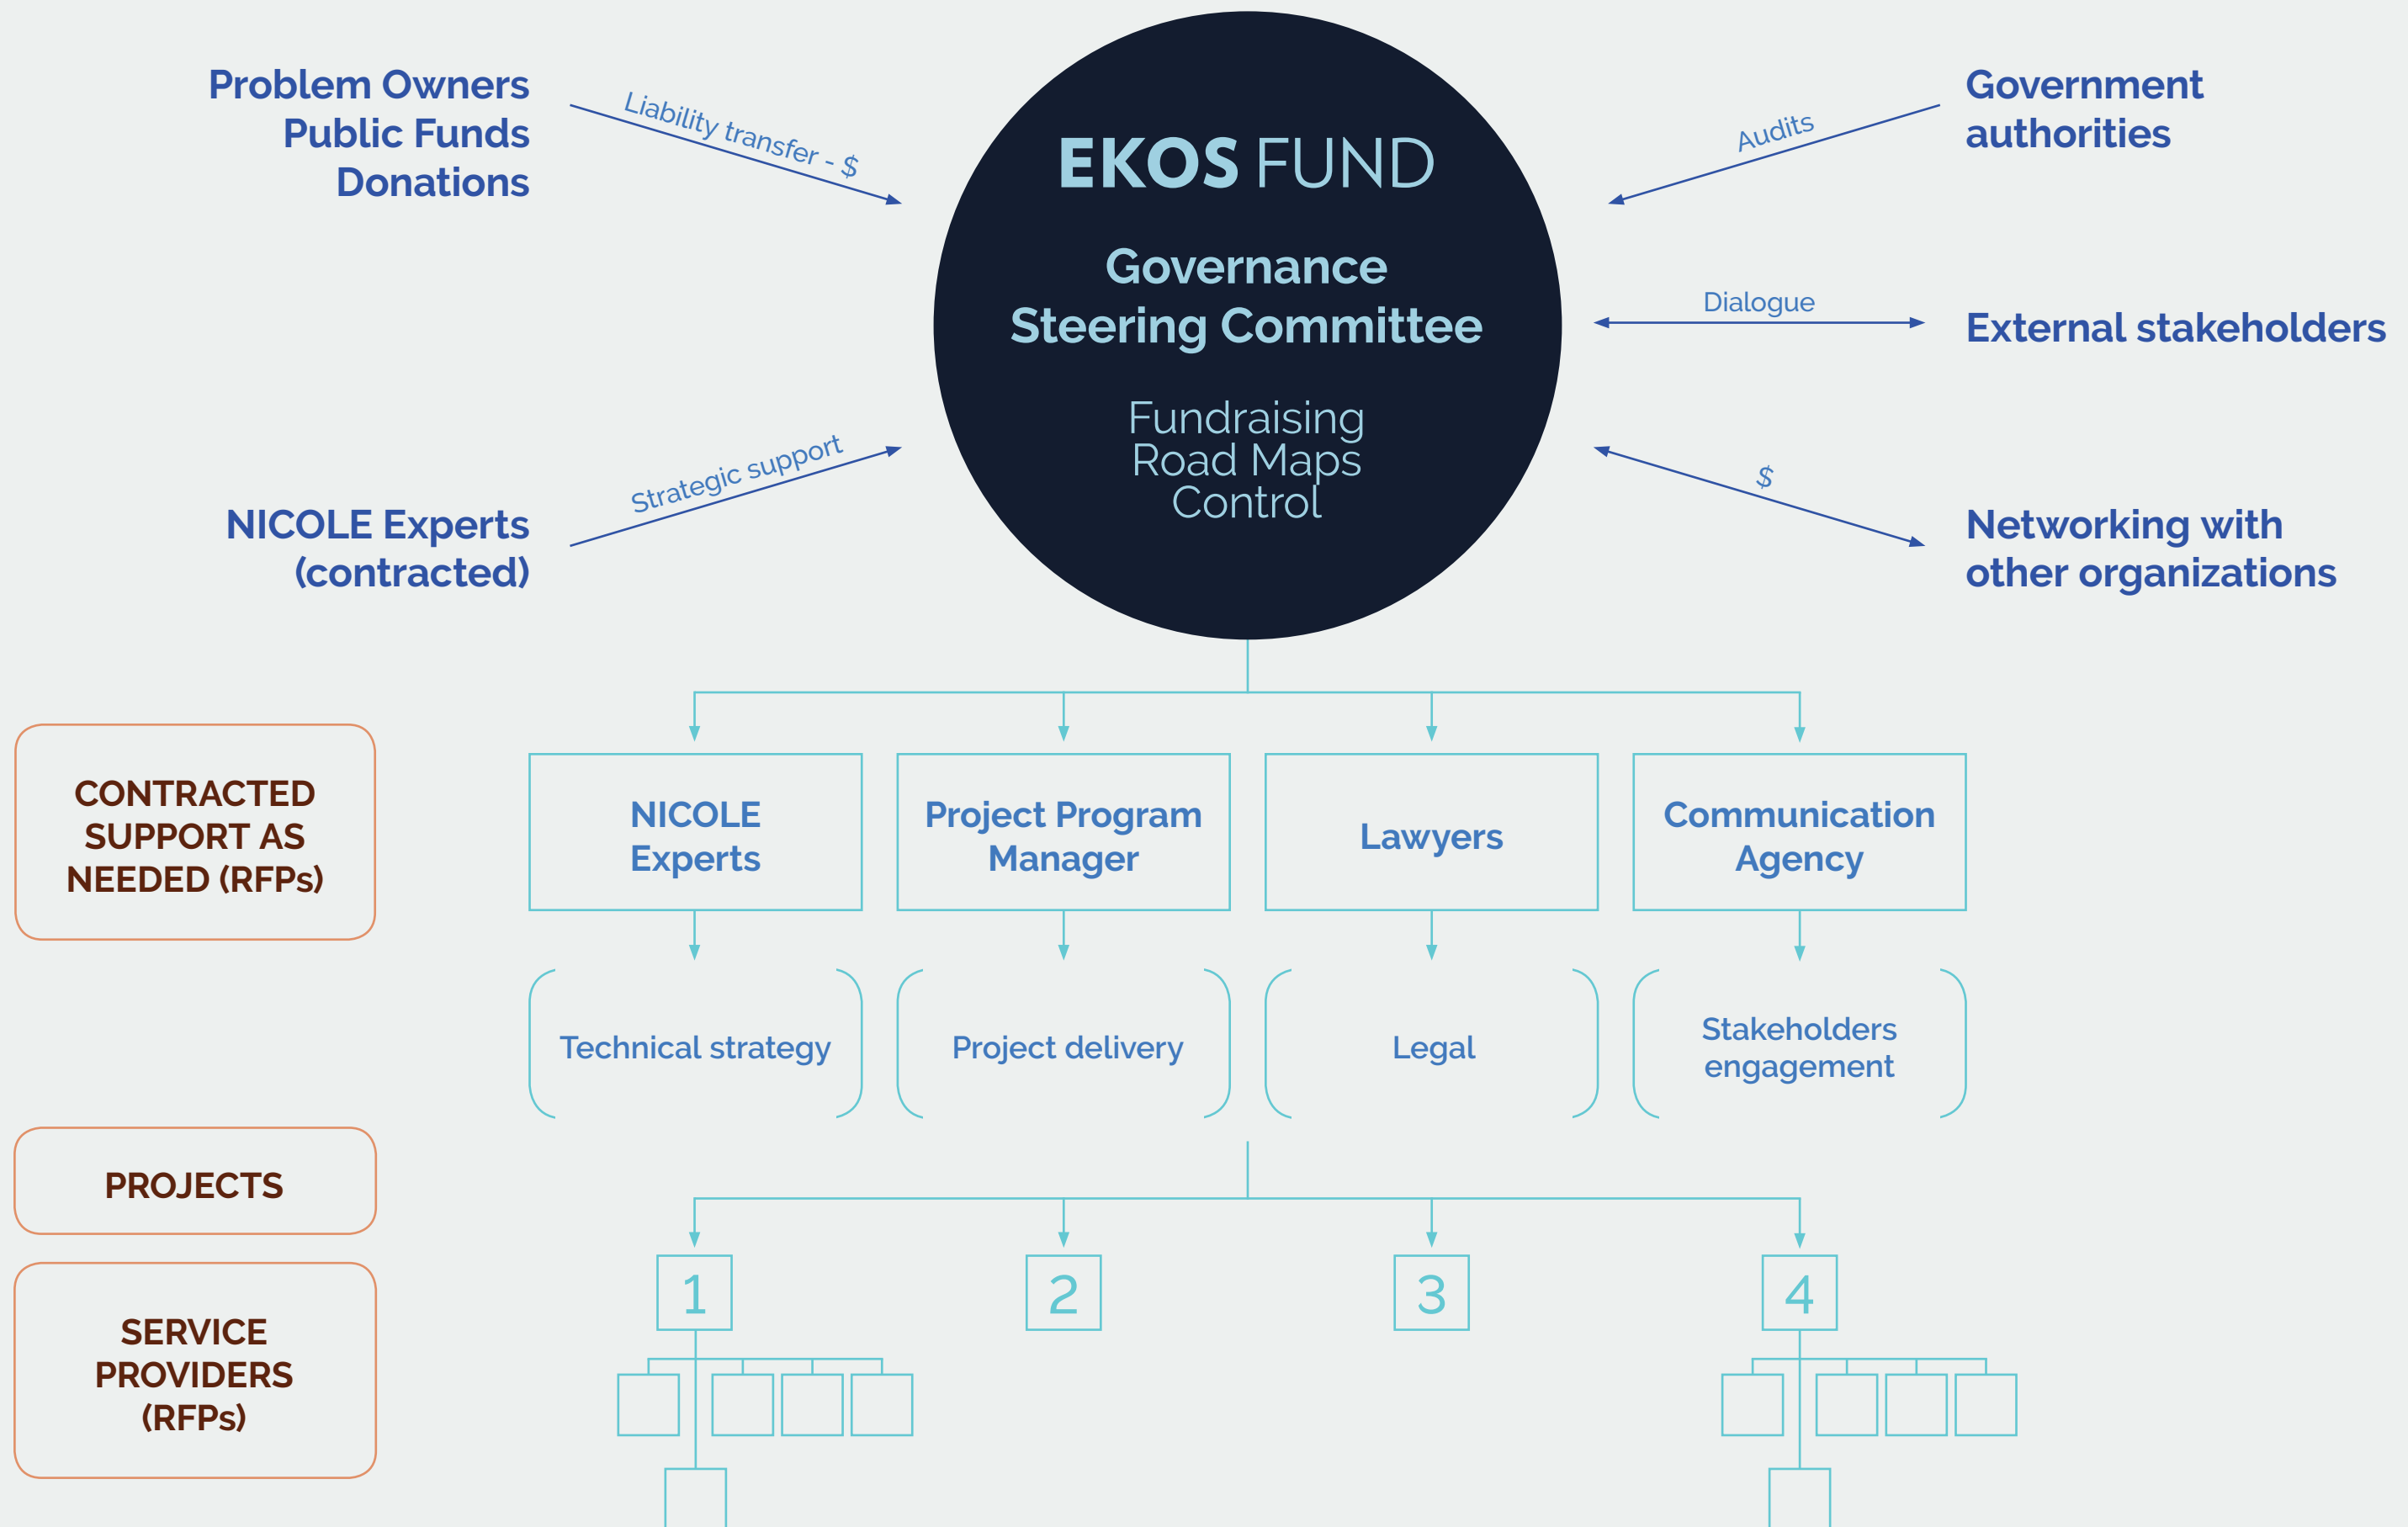 Problem Owners
Public Funds
Donations
Liability transfer - $
NICOLE Experts
(contracted)
Strategic support
EKOS FUND
Governance
Steering Committee
Fundraising
Road Maps
Control
Audits
Government
authorities
Dialogue
External stakeholders
$
Networking with
other organizations
CONTRACTED
SUPPORT AS
NEEDED (RFPs)
NICOLE
Experts
Project Program
Manager
Lawyers
Communication
Agency
Technical strategy
Project delivery
Legal
Stakeholders
engagement
PROJECTS
1
2
3
4
SERVICE
PROVIDERS
(RFPs)